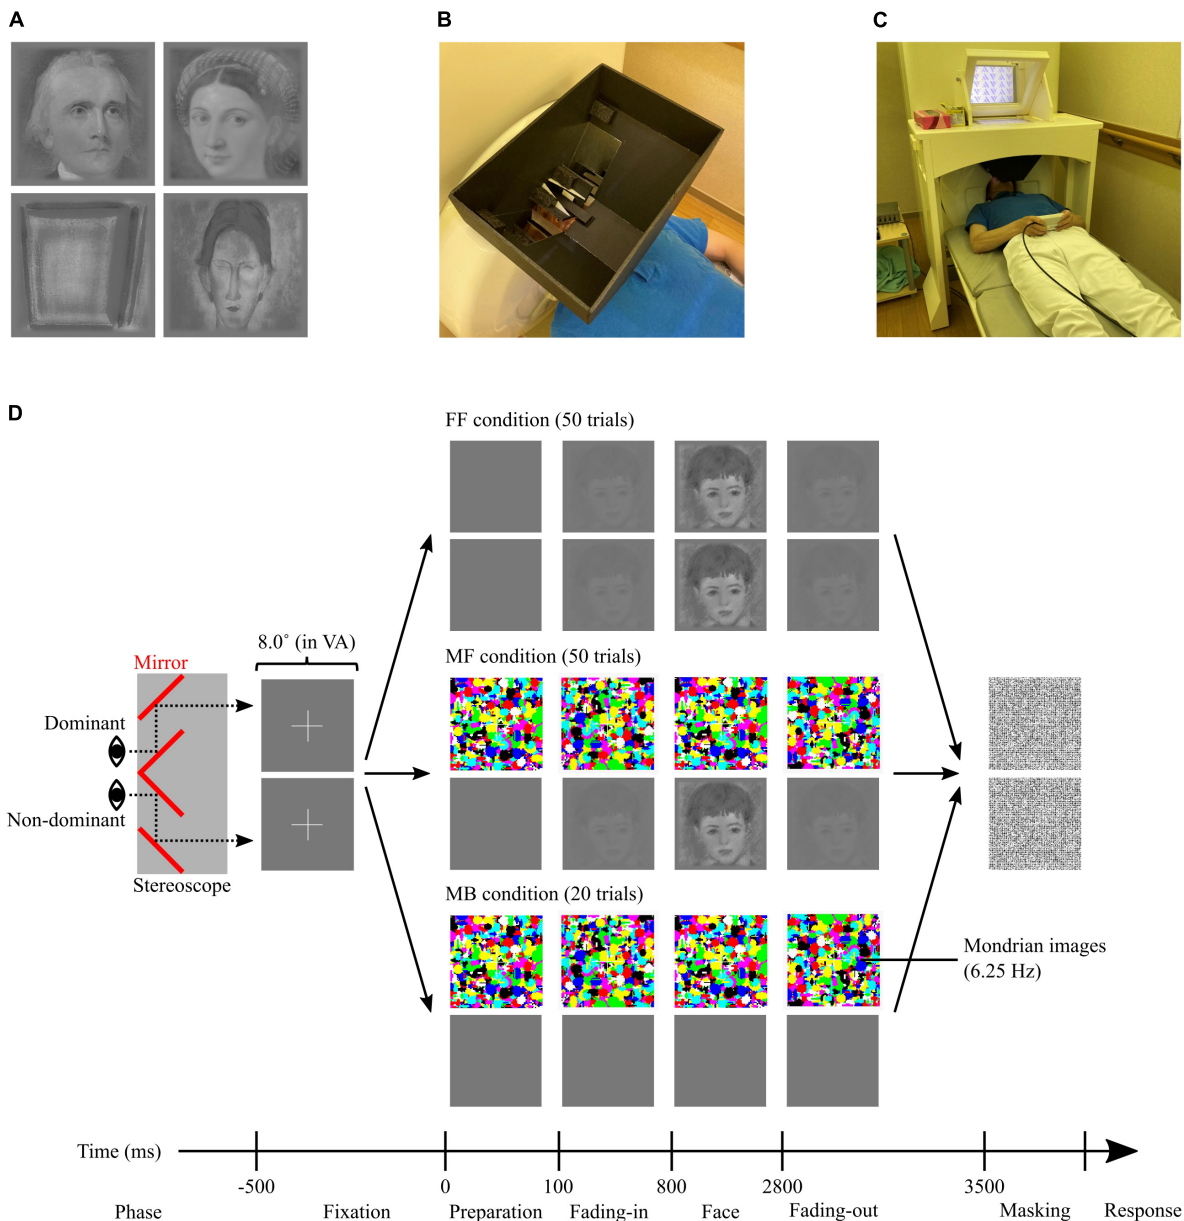 A
B
C
D
FF condition (50 trials)
8.0˚ (in VA)
MF condition (50 trials)
Mirror
Dominant
Non-dominant
Stereoscope
MB condition (20 trials)
Mondrian images
(6.25 Hz)
Time (ms)
-500 0 100 800 2800 3500
Phase Fixation Preparation Fading-in Face Fading-out Masking Response